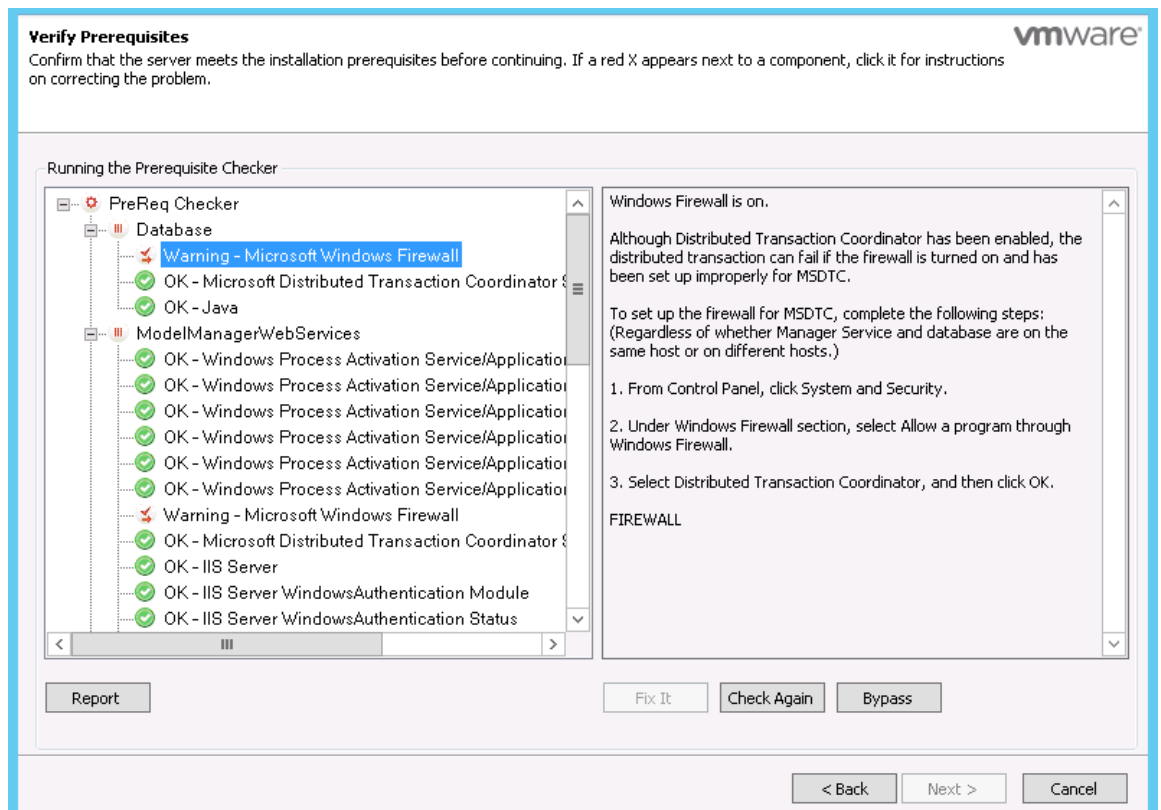 Verify Prerequisites
vmware
Confirm that the server meets the installation prerequisites before continuing. If a red X appears next to a component, click it for instructions
on correcting the problem.
Running the Prerequisite Checker
PreReq Checker
Database
Warning - Microsoft Windows Firewall
OK - Microsoft Distributed Transaction Coordinator
OK - Java
ModelManagerWebServices
OK - Windows Process Activation Service/Application
OK - Windows Process Activation Service/Application
OK - Windows Process Activation Service/Application
OK - Windows Process Activation Service/Application
OK - Windows Process Activation Service/Application
OK - Windows Process Activation Service/Application
Warning - Microsoft Windows Firewall
OK - Microsoft Distributed Transaction Coordinator
OK - IIS Server
OK - IIS Server WindowsAuthentication Module
OK - IIS Server WindowsAuthentication Status
Windows Firewall is on.
Although Distributed Transaction Coordinator has been enabled, the
distributed transaction can fail if the firewall is turned on and has
been set up improperly for MSDTC.
To set up the firewall for MSDTC, complete the following steps:
(Regardless of whether Manager Service and database are on the
same host or on different hosts.)
1. From Control Panel, click System and Security.
2. Under Windows Firewall section, select Allow a program through
Windows Firewall.
3. Select Distributed Transaction Coordinator, and then click OK.
FIREWALL
Report
Fix It
Check Again
Bypass
< Back
Next >
Cancel